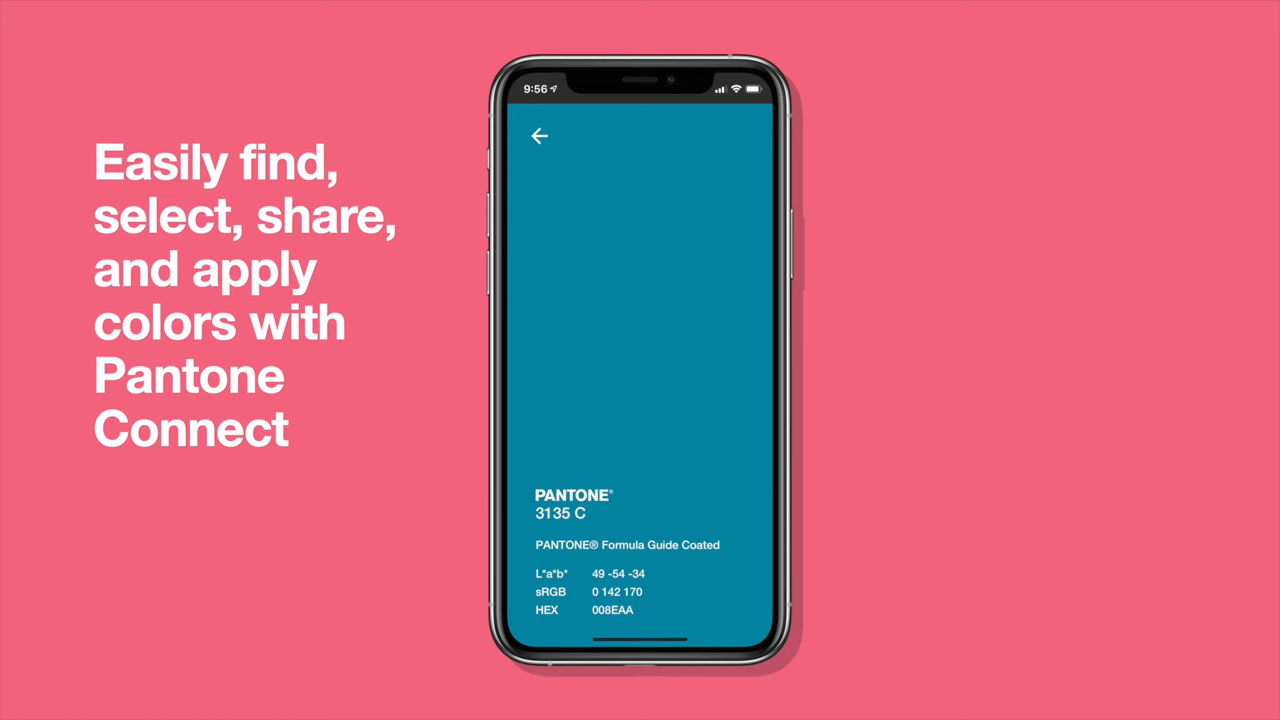 Easily find,
select, share,
and apply
colors with
Pantone
Connect
9:56
PANTONE®
3135 C
PANTONE® Formula Guide Coated
L*a*b* 49 -54 -34
sRGB 0 142 170
HEX 008EAA